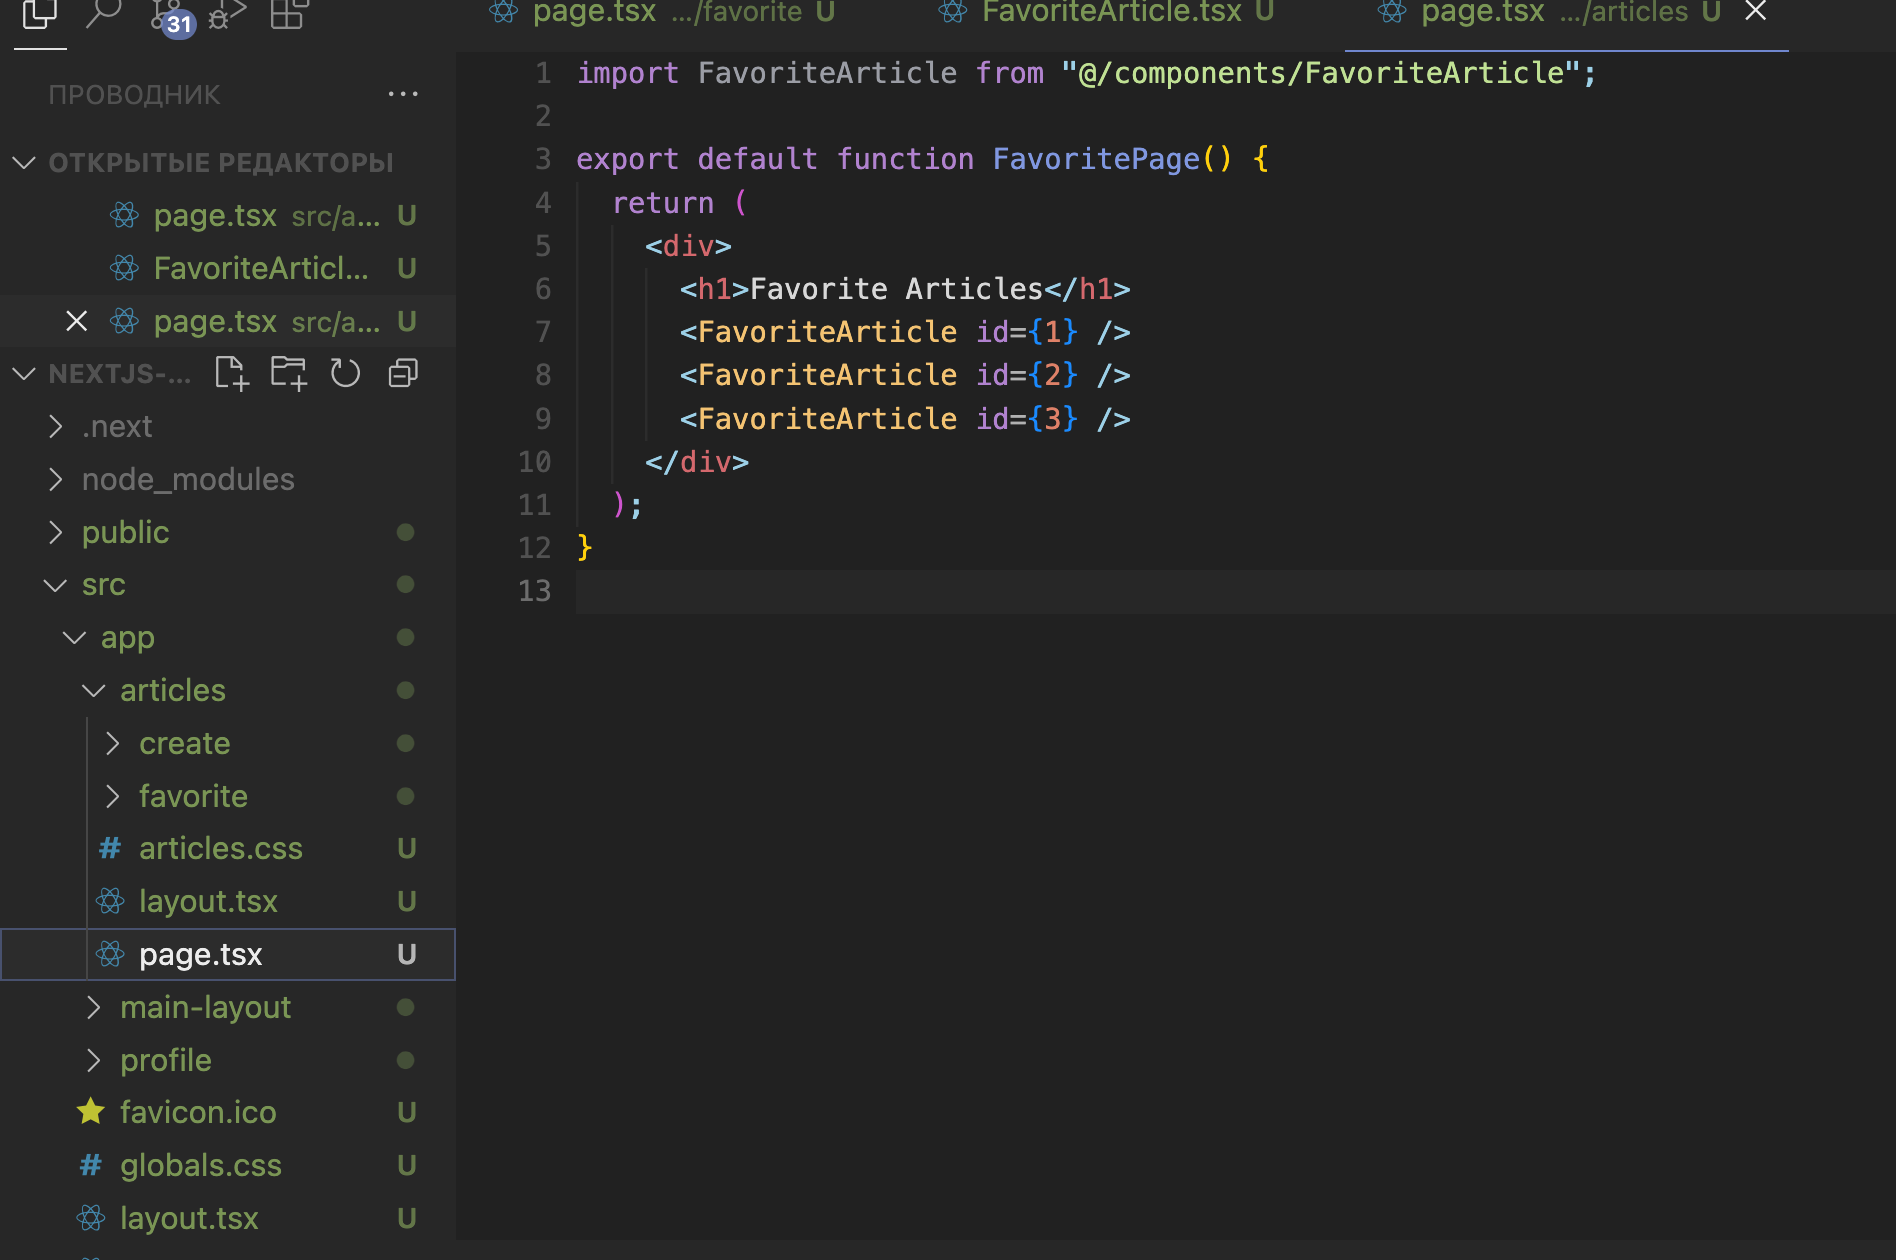 31
page.tsx .../favorite U
FavoriteArticle.tsx U
page.tsx .../articles U
ПРОВОДНИК
ОТКРЫТЫЕ РЕДАКТОРЫ
page.tsx src/a... U
FavoriteArticl... U
page.tsx src/a... U
NEXTJS-...
.next
node_modules
public
src
app
articles
create
favorite
# articles.css U
layout.tsx U
page.tsx U
main-layout
profile
favicon.ico U
# globals.css U
layout.tsx U
1 import FavoriteArticle from "@/components/FavoriteArticle";
2
3 export default function FavoritePage() {
4 return (
5 <div>
6 <h1>Favorite Articles</h1>
7 <FavoriteArticle id={1} />
8 <FavoriteArticle id={2} />
9 <FavoriteArticle id={3} />
10 </div>
11 );
12 }
13